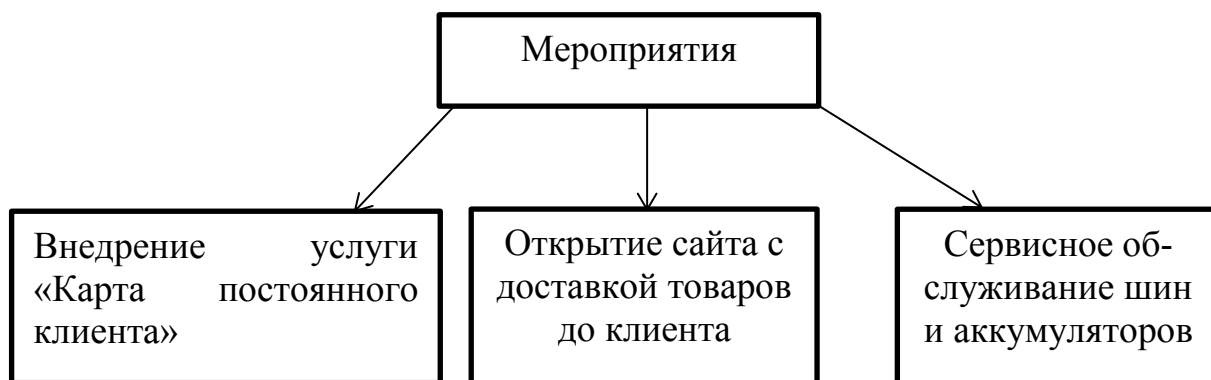 Мероприятия
Внедрение услуги
«Карта постоянного
клиента»
Открытие сайта с
доставкой товаров
до клиента
Сервисное об-
служивание шин
и аккумуляторов